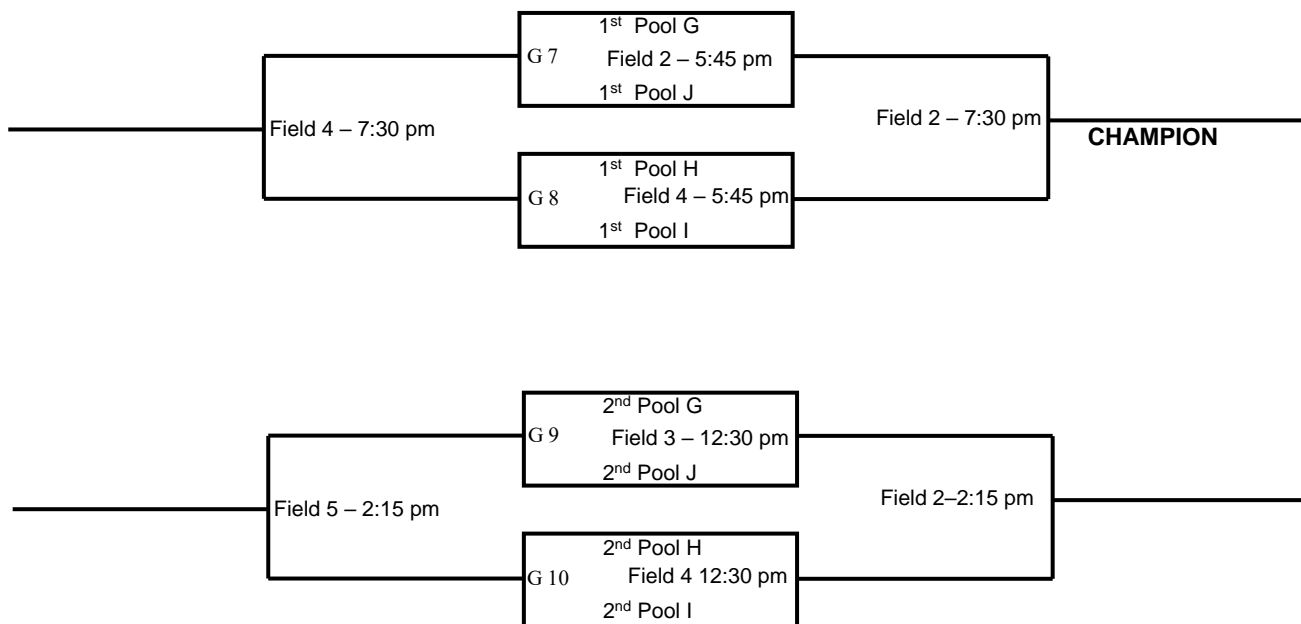 1st Pool G
G 7
Field 2 – 5:45 pm
1st Pool J
Field 4 – 7:30 pm
Field 2 – 7:30 pm
CHAMPION
1st Pool H
G 8
Field 4 – 5:45 pm
1st Pool I
2nd Pool G
G 9
Field 3 – 12:30 pm
2nd Pool J
Field 5 – 2:15 pm
Field 2–2:15 pm
2nd Pool H
G 10
Field 4 12:30 pm
2nd Pool I